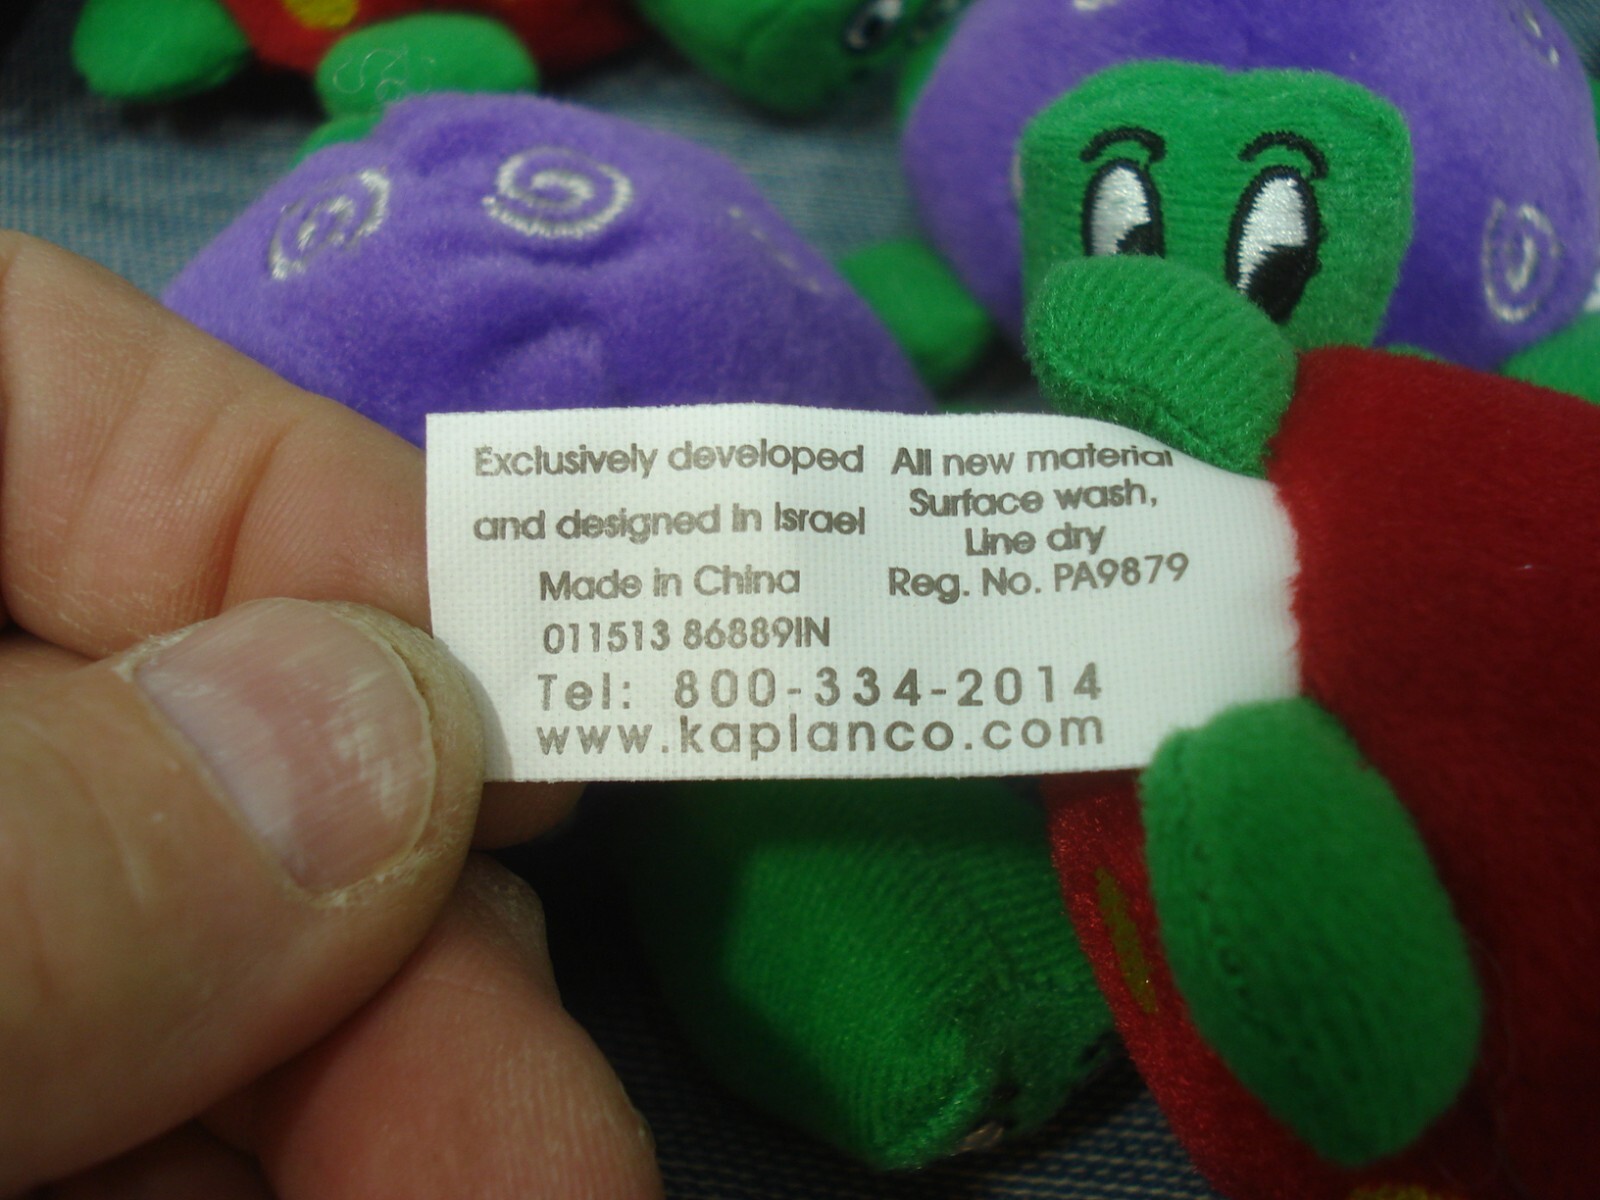 Exclusively developed
and designed in Israel
Made in China
011513 86889IN
All new material
Surface wash,
Line dry
Reg. No. PA9879
Tel: 800-334-2014
www.kaplanco.com